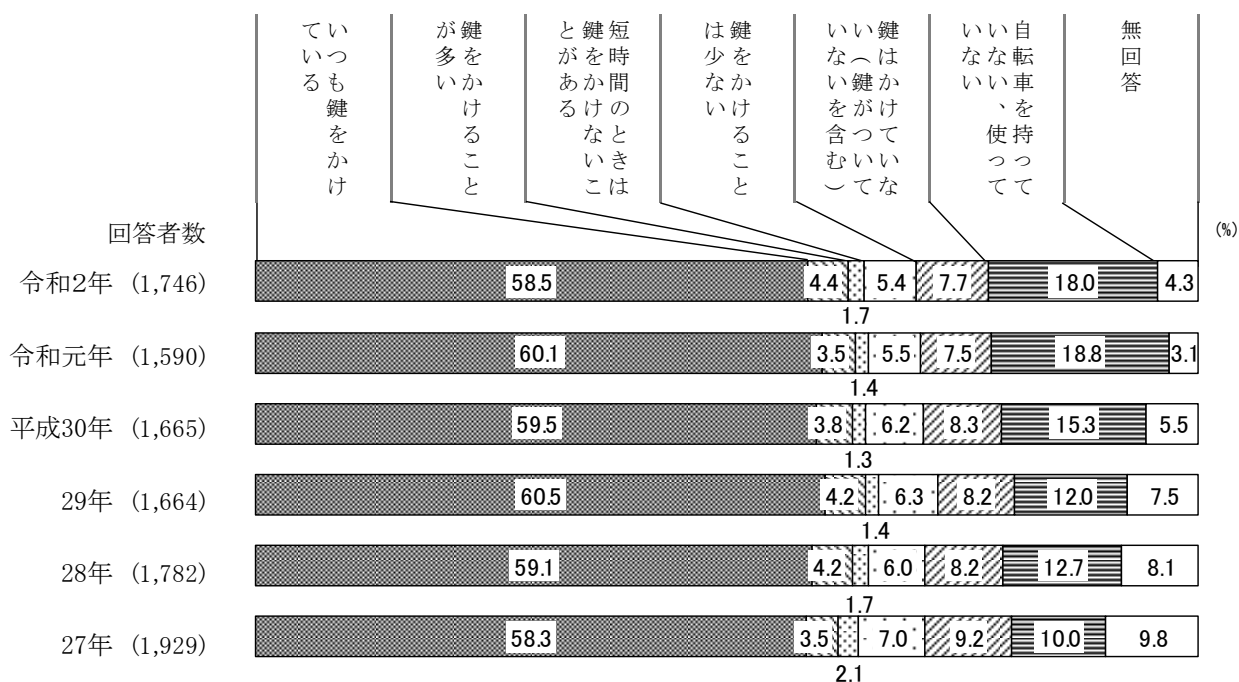 いつも鍵をかけ
ている
鍵をかけること
が多い
短時間のときは
鍵をかけないこ
とがある
鍵をかけること
は少ない
鍵はかけていな
い（鍵がついて
いないを含む）
自転車を持って
いない、使って
いない
無回答
回答者数
(%)
令和2年 (1,746)
58.5 4.4 5.4 7.7 18.0 4.3
1.7
令和元年 (1,590)
60.1 3.5 5.5 7.5 18.8 3.1
1.4
平成30年 (1,665)
59.5 3.8 6.2 8.3 15.3 5.5
1.3
29年 (1,664)
60.5 4.2 6.3 8.2 12.0 7.5
1.4
28年 (1,782)
59.1 4.2 6.0 8.2 12.7 8.1
1.7
27年 (1,929)
58.3 3.5 7.0 9.2 10.0 9.8
2.1